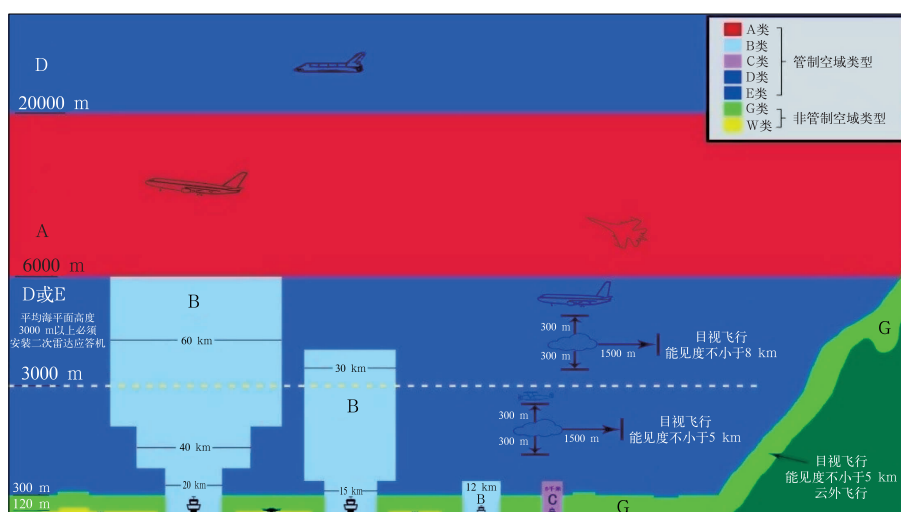 A类
B类
C类
D类
E类
管制空域类型
G类
W类
非管制空域类型
D
20000 m
A
6000 m
D或E
平均海平面高度
3000 m以上必须
安装二次雷达应答机
3000 m
B
60 km
40 km
20 km
30 km
B
15 km
300 m
300 m
1500 m
目视飞行
能见度不小于8 km
300 m
300 m
1500 m
目视飞行
能见度不小于5 km
G
目视飞行
能见度不小于5 km
云外飞行
300 m
120 m
12 km
B
C
G